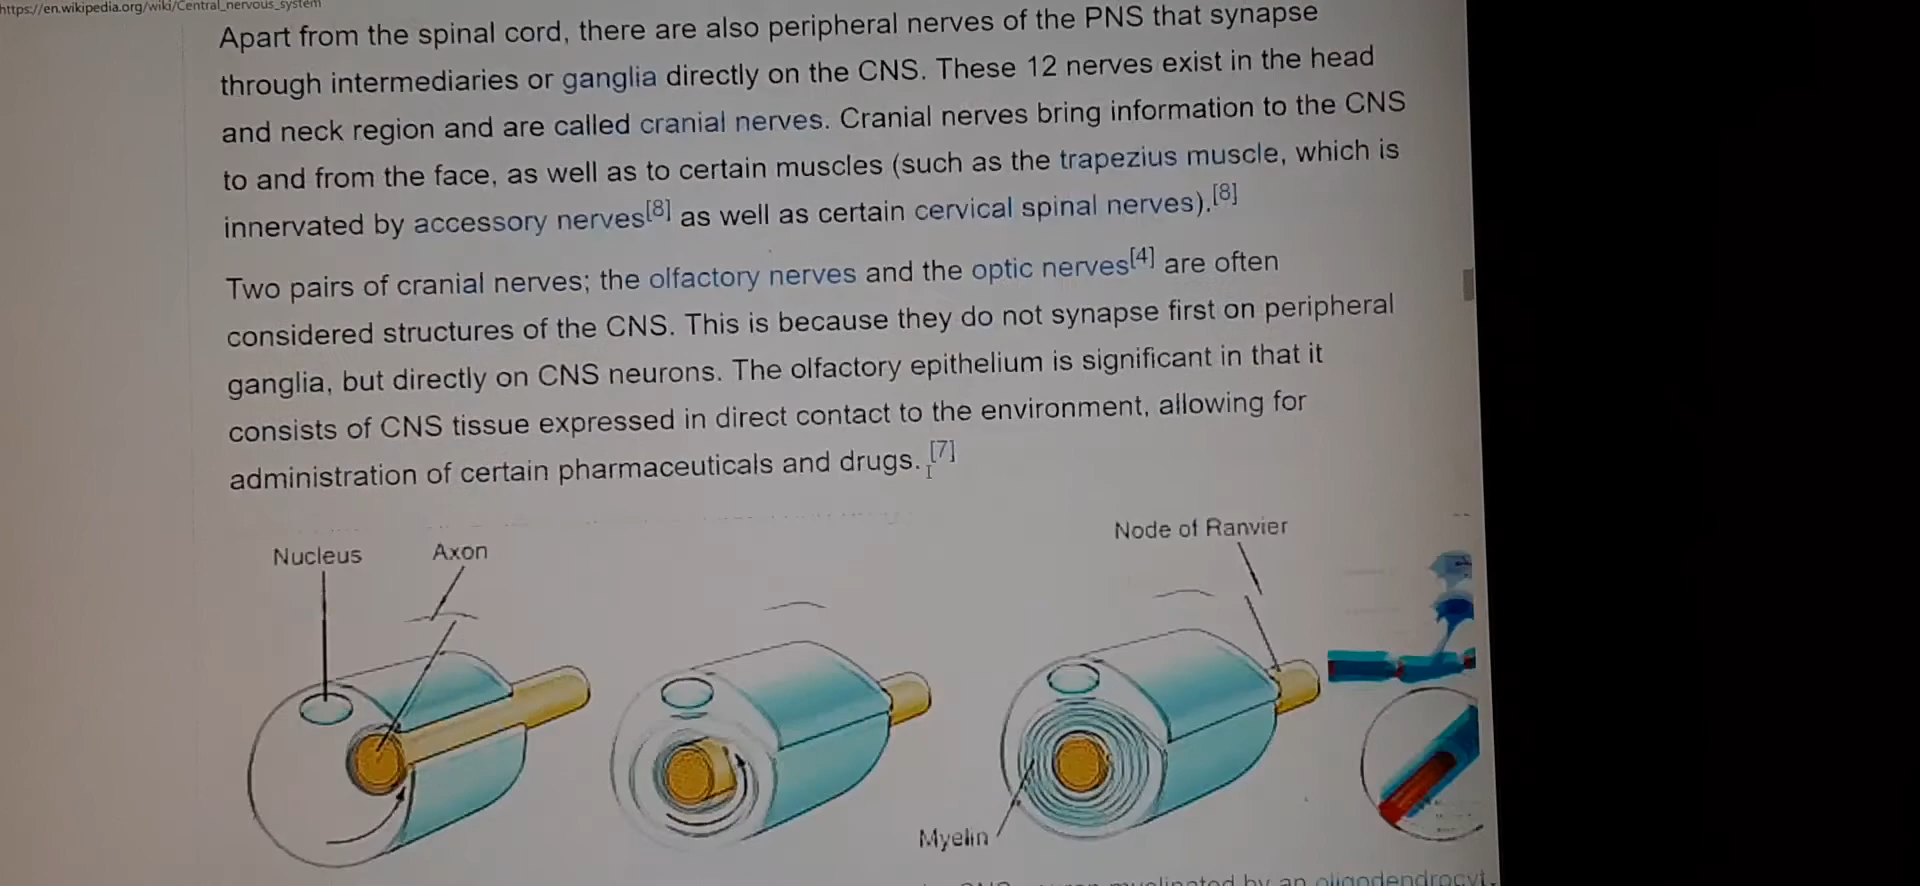 https://en.wikipedia.org/wiki/Central_nervous_system
Apart from the spinal cord, there are also peripheral nerves of the PNS that synapse
through intermediaries or ganglia directly on the CNS. These 12 nerves exist in the head
and neck region and are called cranial nerves. Cranial nerves bring information to the CNS
to and from the face, as well as to certain muscles (such as the trapezius muscle, which is
innervated by accessory nerves[8] as well as certain cervical spinal nerves).[8]
Two pairs of cranial nerves; the olfactory nerves and the optic nerves[4] are often
considered structures of the CNS. This is because they do not synapse first on peripheral
ganglia, but directly on CNS neurons. The olfactory epithelium is significant in that it
consists of CNS tissue expressed in direct contact to the environment, allowing for
administration of certain pharmaceuticals and drugs. [7]
Node of Ranvier
Nucleus Axon
Myelin
by an oligodendrocyt